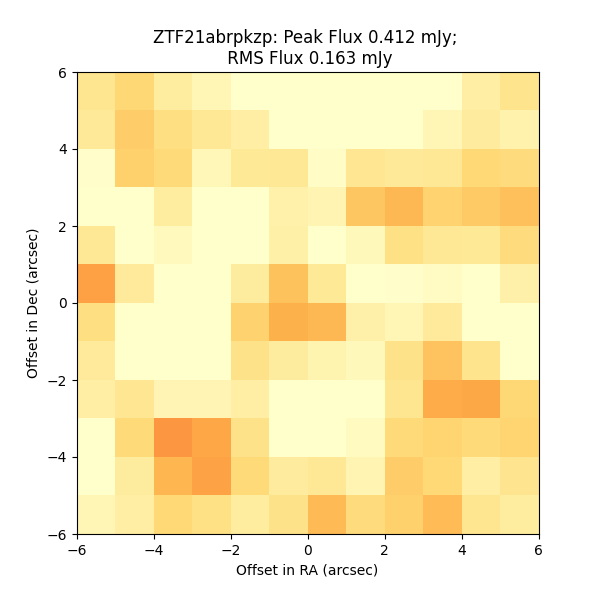 ZTF21abrpkzp: Peak Flux 0.412 mJy;
RMS Flux 0.163 mJy
6
4
2
0
−2
−4
−6
Offset in Dec (arcsec)
−6 −4 −2 0 2 4 6
Offset in RA (arcsec)